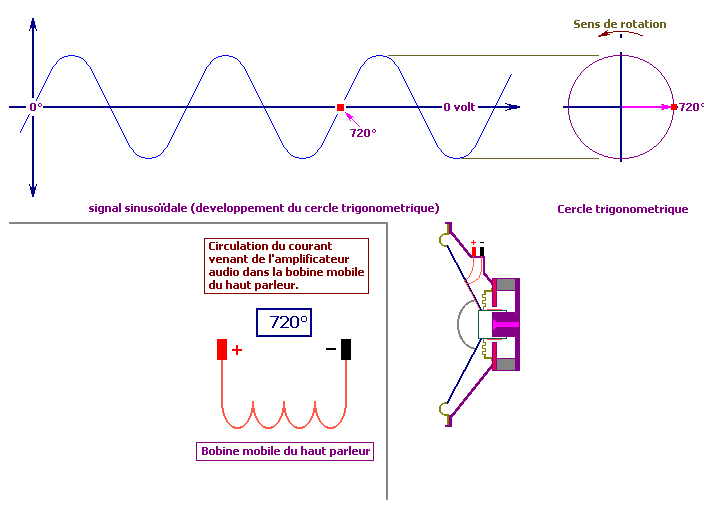 Sens de rotation
0°
0 volt
720°
720°
signal sinusoïdale (developpement du cercle trigonometrique)
Cercle trigonometrique
Circulation du courant
venant de l'amplificateur
audio dans la bobine mobile
du haut parleur.
+ -
720°
+ -
Bobine mobile du haut parleur